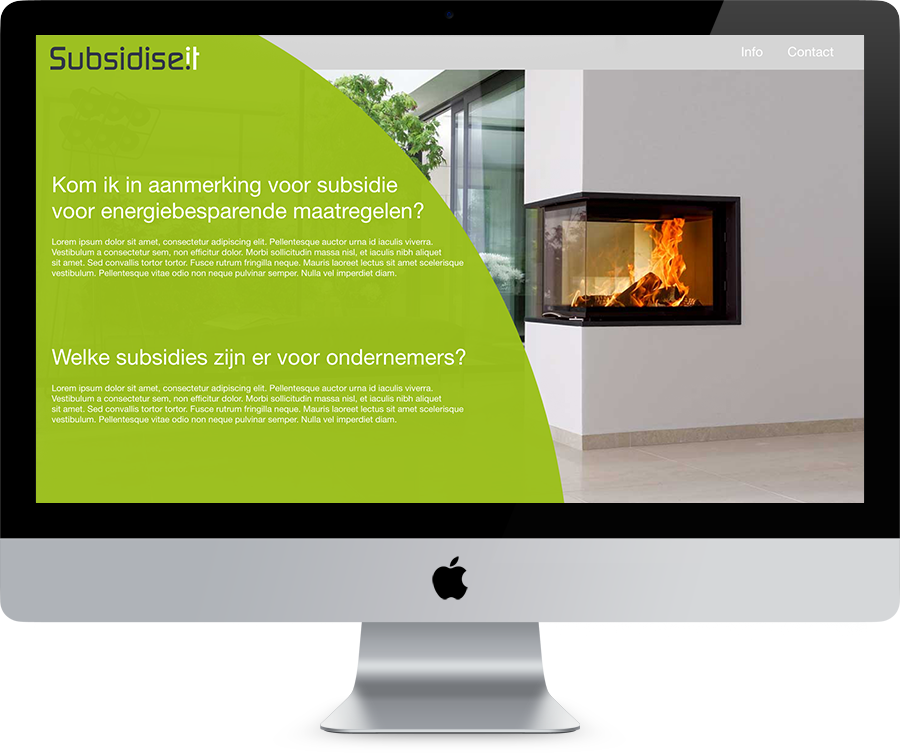 Subsidise!t
Info Contact
Kom ik in aanmerking voor subsidie
voor energiebesparende maatregelen?
Lorem ipsum dolor sit amet, consectetur adipiscing elit. Pellentesque auctor urna id iaculis viverra.
Vestibulum a consectetur sem, non efficitur dolor. Morbi sollicitudin massa nisl, et iaculis nibh aliquet
sit amet. Sed convallis tortor tortor. Fusce rutrum fringilla neque. Mauris laoreet lectus sit amet scelerisque
vestibulum. Pellentesque vitae odio non neque pulvinar semper. Nulla vel imperdiet diam.
Welke subsidies zijn er voor ondernemers?
Lorem ipsum dolor sit amet, consectetur adipiscing elit. Pellentesque auctor urna id iaculis viverra.
Vestibulum a consectetur sem, non efficitur dolor. Morbi sollicitudin massa nisl, et iaculis nibh aliquet
sit amet. Sed convallis tortor tortor. Fusce rutrum fringilla neque. Mauris laoreet lectus sit amet scelerisque
vestibulum. Pellentesque vitae odio non neque pulvinar semper. Nulla vel imperdiet diam.